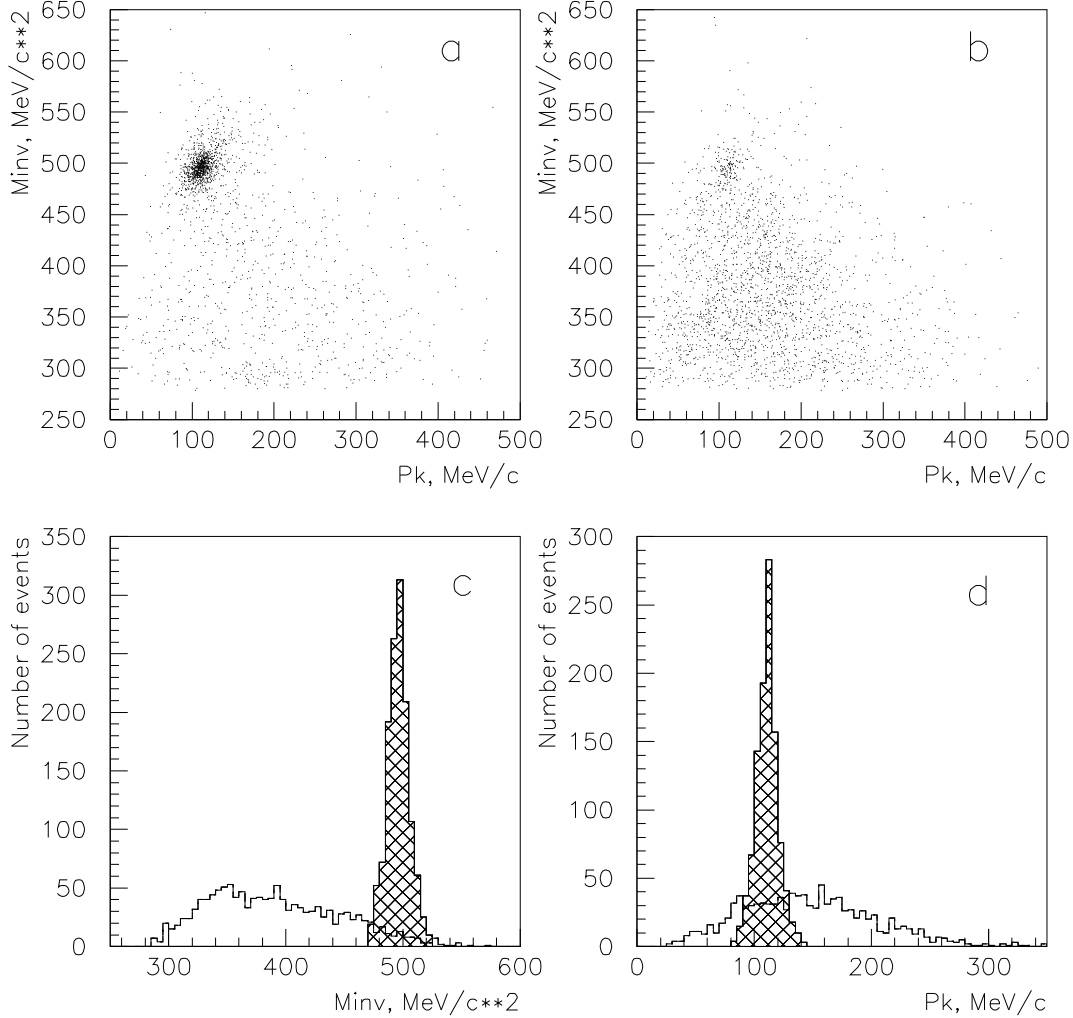 Minv, MeV/c**2
650
600
550
500
450
400
350
300
250
0 100 200 300 400 500
Pk, MeV/c
a
Minv, MeV/c**2
650
600
550
500
450
400
350
300
250
0 100 200 300 400 500
Pk, MeV/c
b
Number of events
350
300
250
200
150
100
50
0
300 400 500 600
Minv, MeV/c**2
c
Number of events
300
250
200
150
100
50
0
0 100 200 300
Pk, MeV/c
d